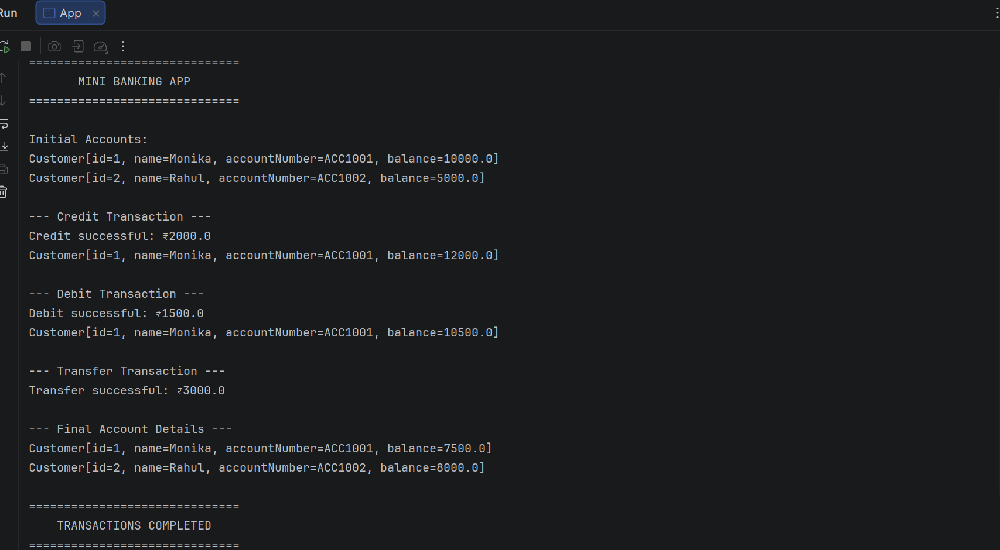 Run App
==============================
MINI BANKING APP
==============================
Initial Accounts:
Customer[id=1, name=Monika, accountNumber=ACC1001, balance=10000.0]
Customer[id=2, name=Rahul, accountNumber=ACC1002, balance=5000.0]
--- Credit Transaction ---
Credit successful: ₹2000.0
Customer[id=1, name=Monika, accountNumber=ACC1001, balance=12000.0]
--- Debit Transaction ---
Debit successful: ₹1500.0
Customer[id=1, name=Monika, accountNumber=ACC1001, balance=10500.0]
--- Transfer Transaction ---
Transfer successful: ₹3000.0
--- Final Account Details ---
Customer[id=1, name=Monika, accountNumber=ACC1001, balance=7500.0]
Customer[id=2, name=Rahul, accountNumber=ACC1002, balance=8000.0]
==============================
TRANSACTIONS COMPLETED
==============================